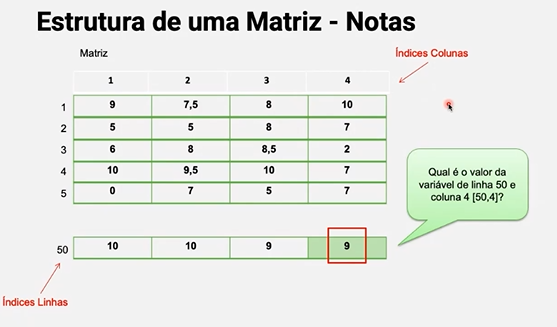 Estrutura de uma Matriz - Notas
Matriz
Índices Colunas
1 2 3 4
1 9 7,5 8 10
2 5 5 8 7
3 6 8 8,5 2
4 10 9,5 10 7
5 0 7 5 7
Qual é o valor da
variável de linha 50 e
coluna 4 [50,4]?
50 10 10 9 9
Índices Linhas